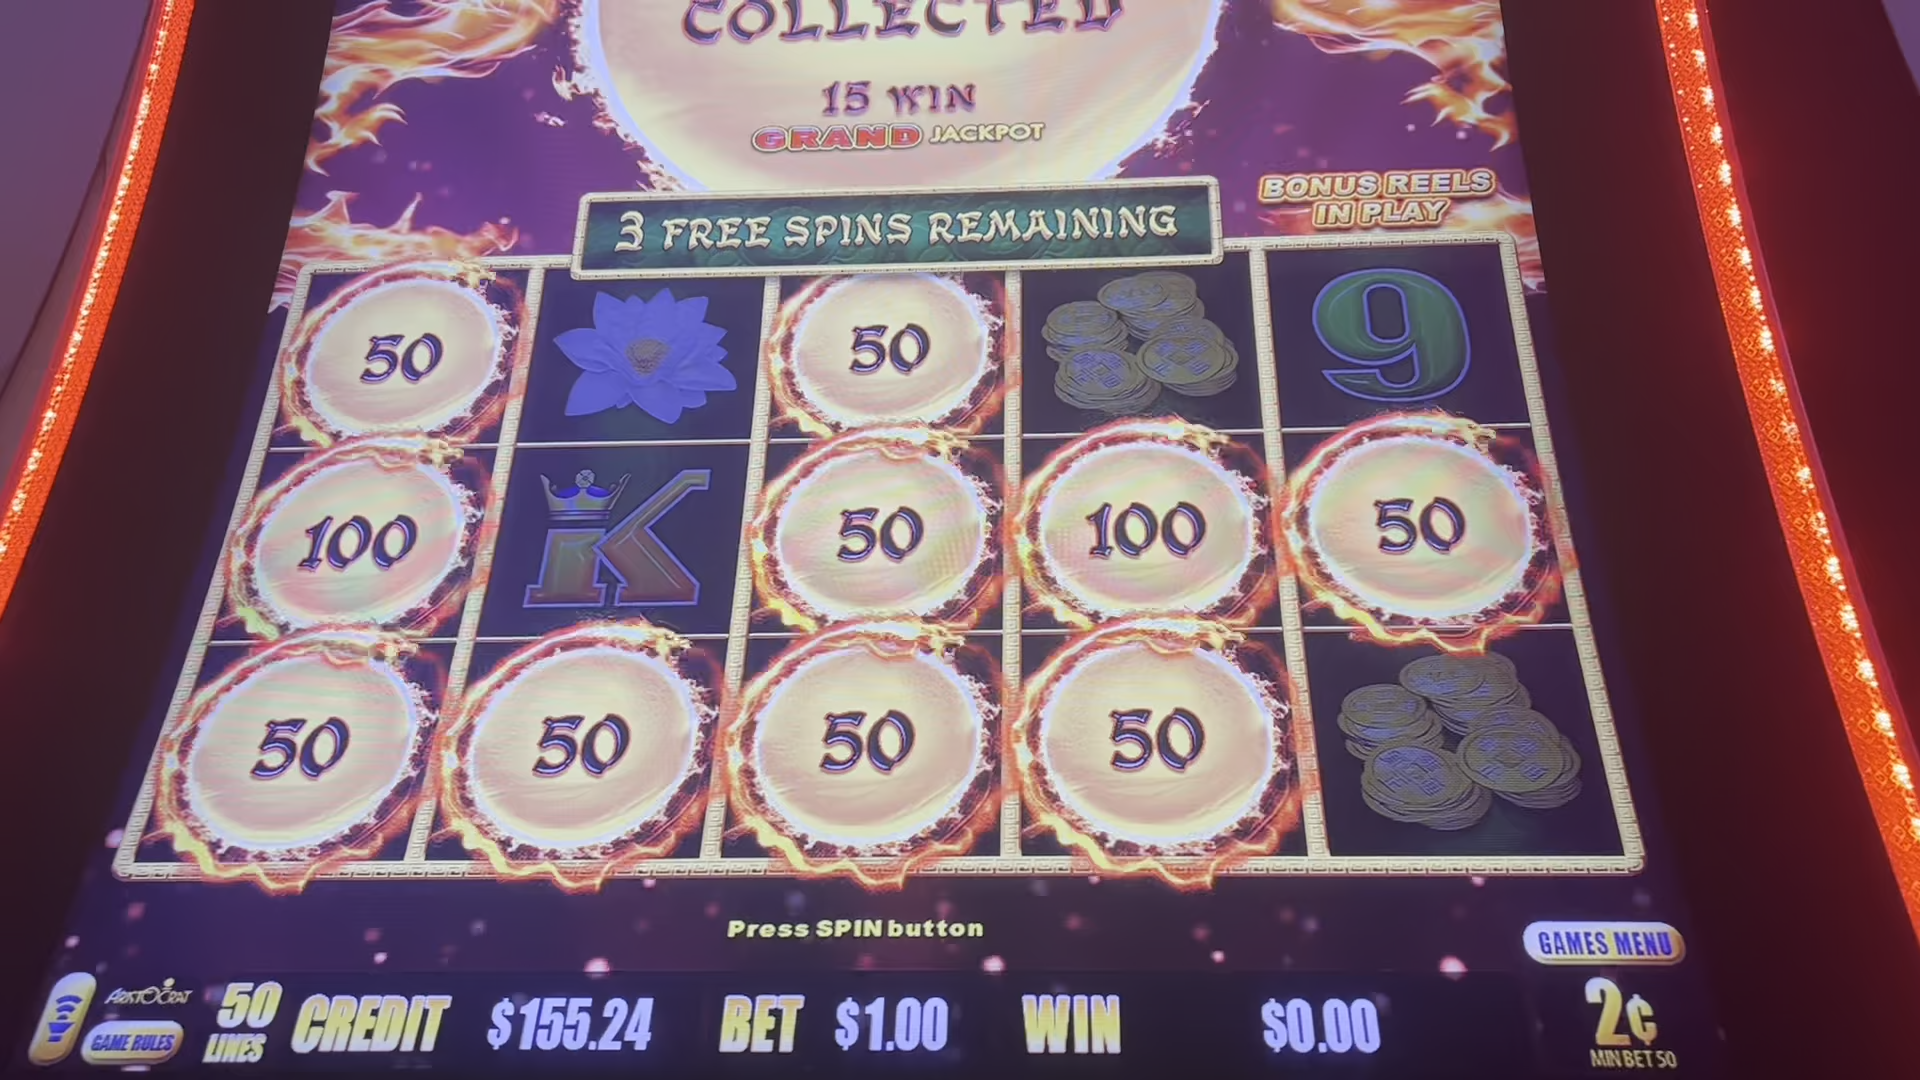 COLLECTED
15 WIN
GRAND JACKPOT
BONUS REELS
IN PLAY
3 FREE SPINS REMAINING
50
50
9
100
K
50
100
50
50
50
50
50
Press SPIN button
GAMES MENU
ARISTOCRAT
GAME RULES
50
LINES
CREDIT $155.24
BET $1.00
WIN $0.00
2¢
MIN BET 50